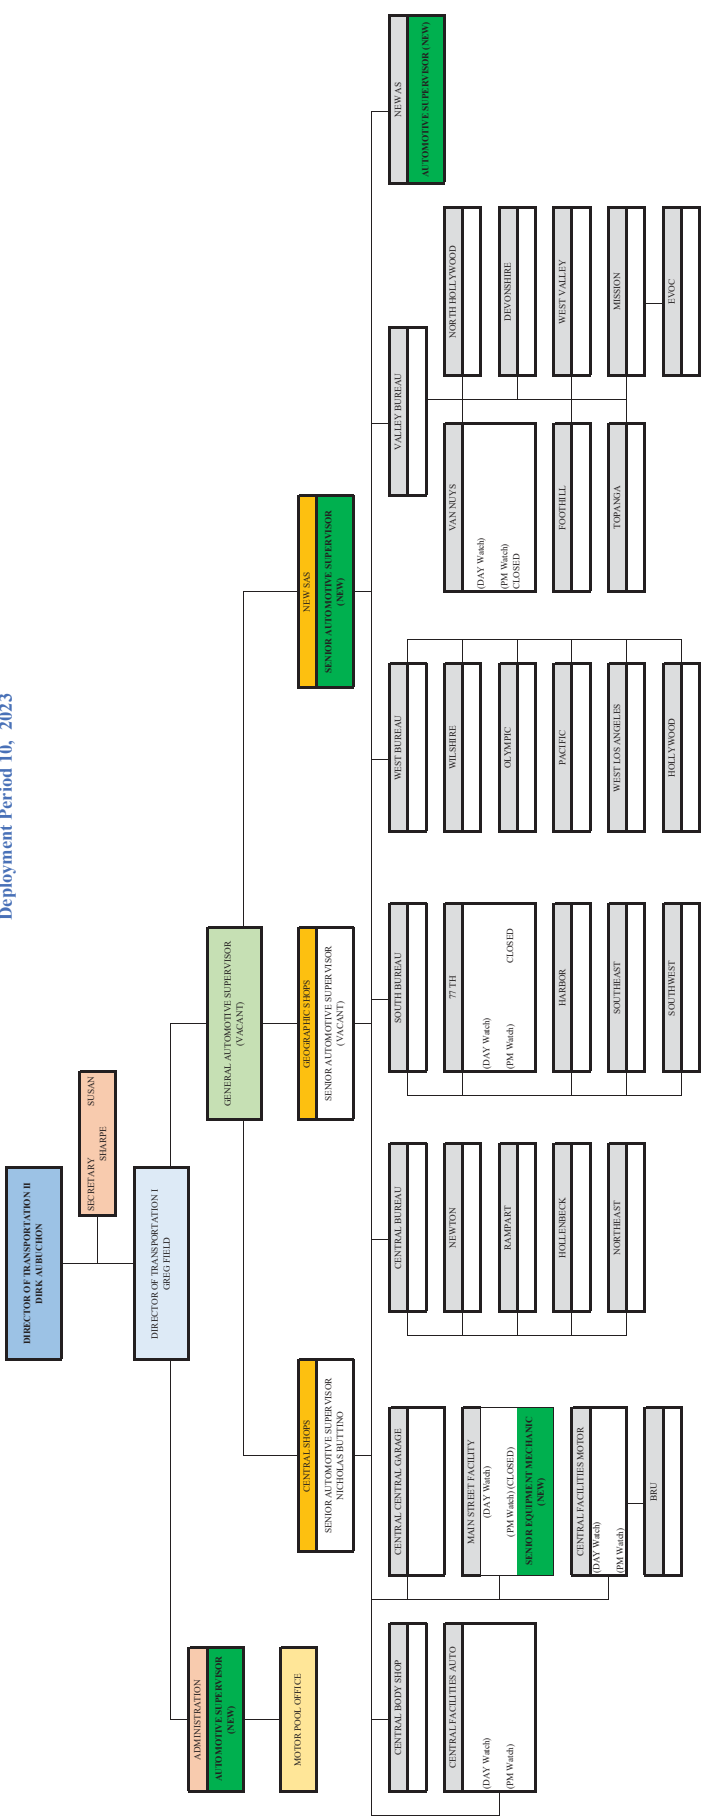 Deployment Period 10, 2023
DIRECTOR OF TRANSPORTATION II
DIRK AUBUCHON
SECRETARY SUSAN
SHARPE
DIRECTOR OF TRANSPORTATION I
GREG FIELD
ADMINISTRATION
AUTOMOTIVE SUPERVISOR
(NEW)
MOTOR POOL OFFICE
GENERAL AUTOMOTIVE SUPERVISOR
(VACANT)
CENTRAL SHOPS
SENIOR AUTOMOTIVE SUPERVISOR
NICHOLAS BUTTINO
GEOGRAPHIC SHOPS
SENIOR AUTOMOTIVE SUPERVISOR
(VACANT)
NEW SAS
SENIOR AUTOMOTIVE SUPERVISOR
(NEW)
CENTRAL BODY SHOP
CENTRAL FACILITIES AUTO
(DAY Watch)
(PM Watch)
CENTRAL CENTRAL GARAGE
MAIN STREET FACILITY
(DAY Watch)
(PM Watch) (CLOSED)
SENIOR EQUIPMENT MECHANIC
(NEW)
CENTRAL FACILITIES MOTOR
(DAY Watch)
(PM Watch)
BRU
CENTRAL BUREAU
NEWTON
RAMPART
HOLLENBECK
NORTHEAST
SOUTH BUREAU
77 TH
(DAY Watch)
(PM Watch) CLOSED
HARBOR
SOUTHEAST
SOUTHWEST
WEST BUREAU
WILSHIRE
OLYMPIC
PACIFIC
WEST LOS ANGELES
HOLLYWOOD
VALLEY BUREAU
VAN NUYS
(DAY Watch)
(PM Watch)
CLOSED
FOOTHILL
TOPANGA
NORTH HOLLYWOOD
DEVONSHIRE
WEST VALLEY
MISSION
EVOC
NEW AS
AUTOMOTIVE SUPERVISOR (NEW)